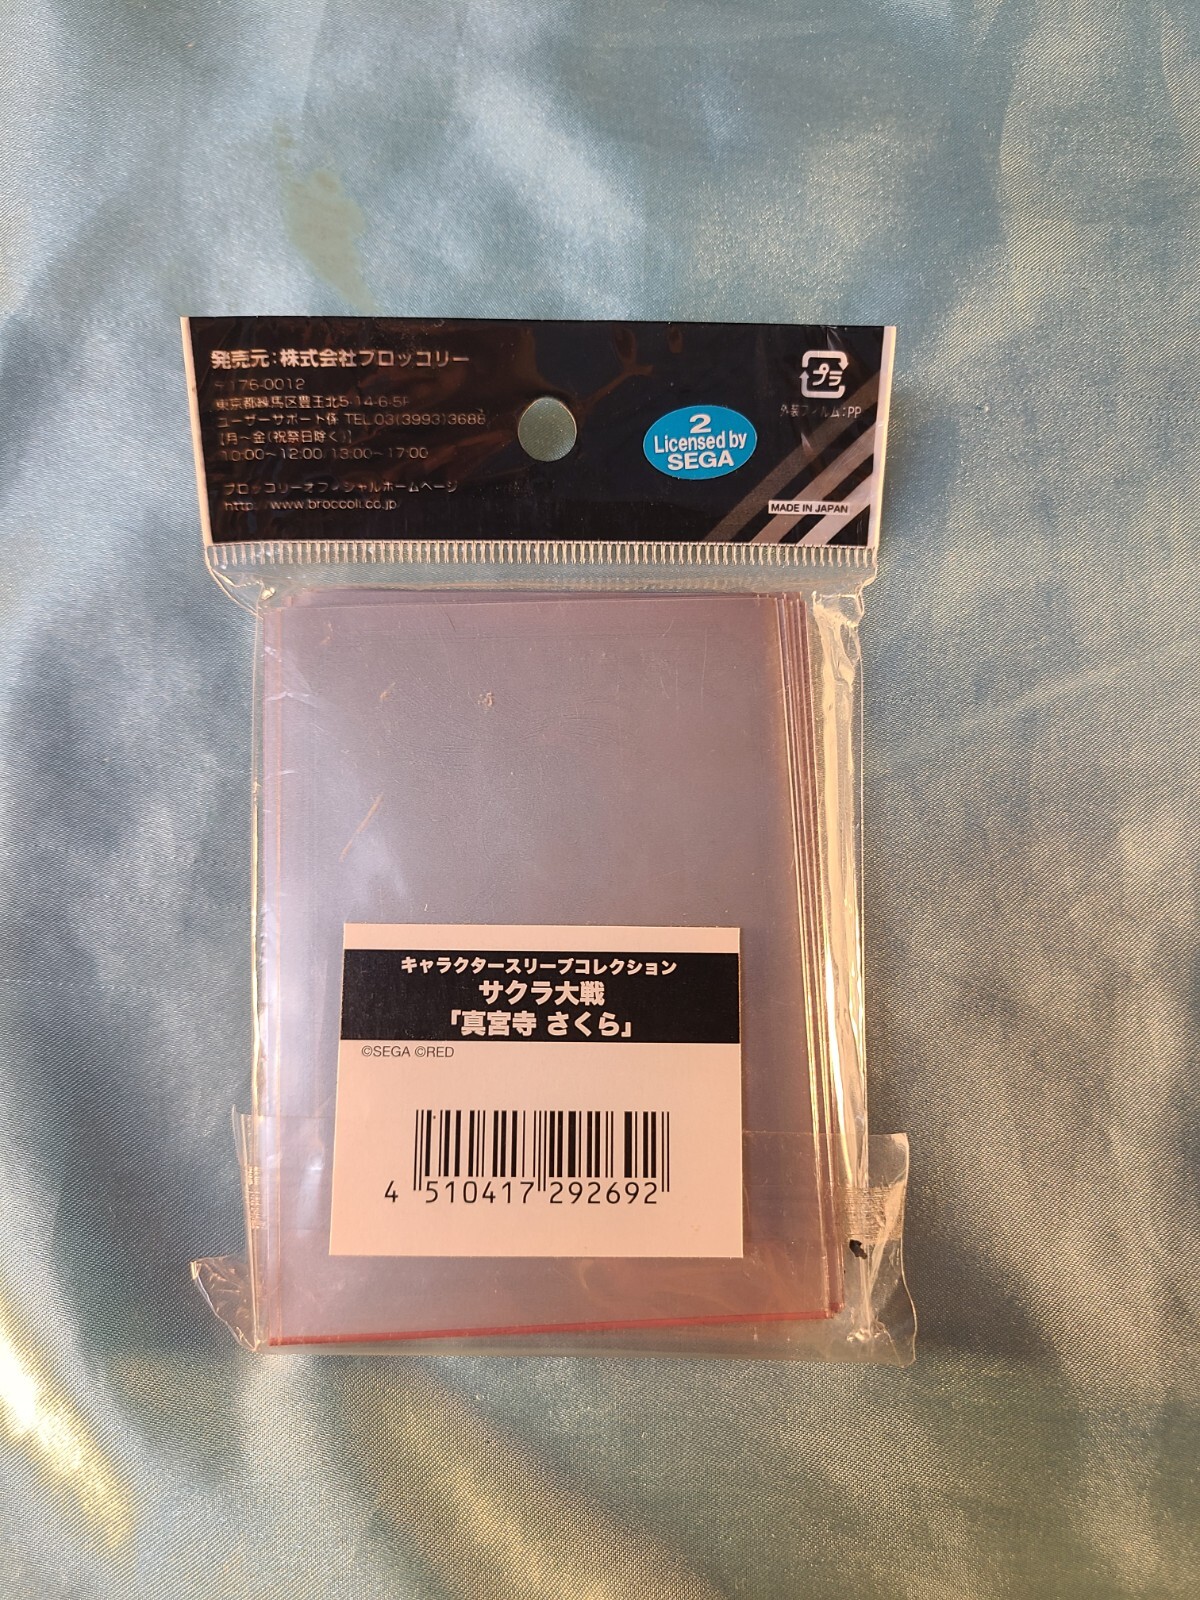 発売元：株式会社ブロッコリー
〒176-0012
東京都練馬区豊玉北5-14-6-5F
ユーザーサポート係 TEL.03(3993)3688
【月〜金(祝祭日除く)】
10:00〜12:00/13:00〜17:00
ブロッコリーオフィシャルホームページ
http://www.broccoli.co.jp/
2
Licensed by
SEGA
プラ
外装フィルム：PP
MADE IN JAPAN
キャラクタースリーブコレクション
サクラ大戦
「真宮寺 さくら」
©SEGA ©RED
4 510417 292692